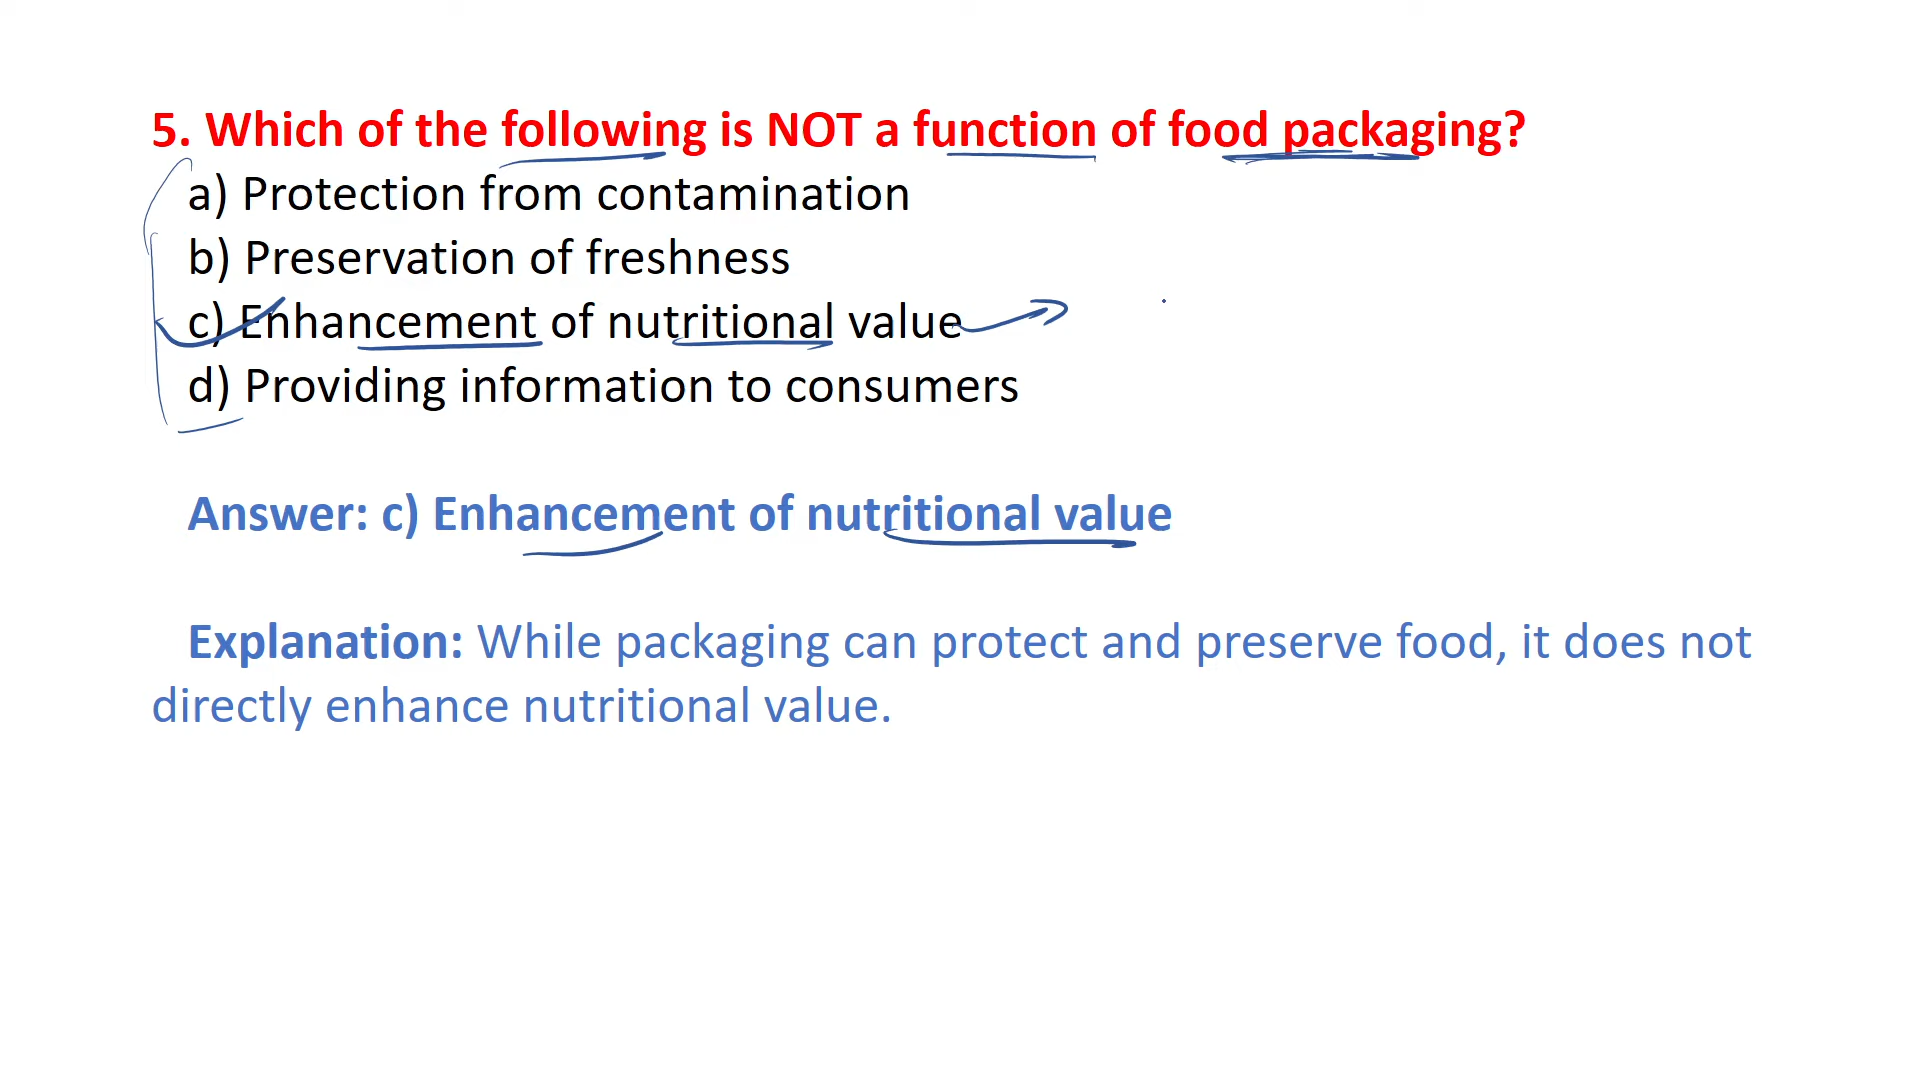 5. Which of the following is NOT a function of food packaging?
a) Protection from contamination
b) Preservation of freshness
c) Enhancement of nutritional value
d) Providing information to consumers
Answer: c) Enhancement of nutritional value
Explanation: While packaging can protect and preserve food, it does not
directly enhance nutritional value.